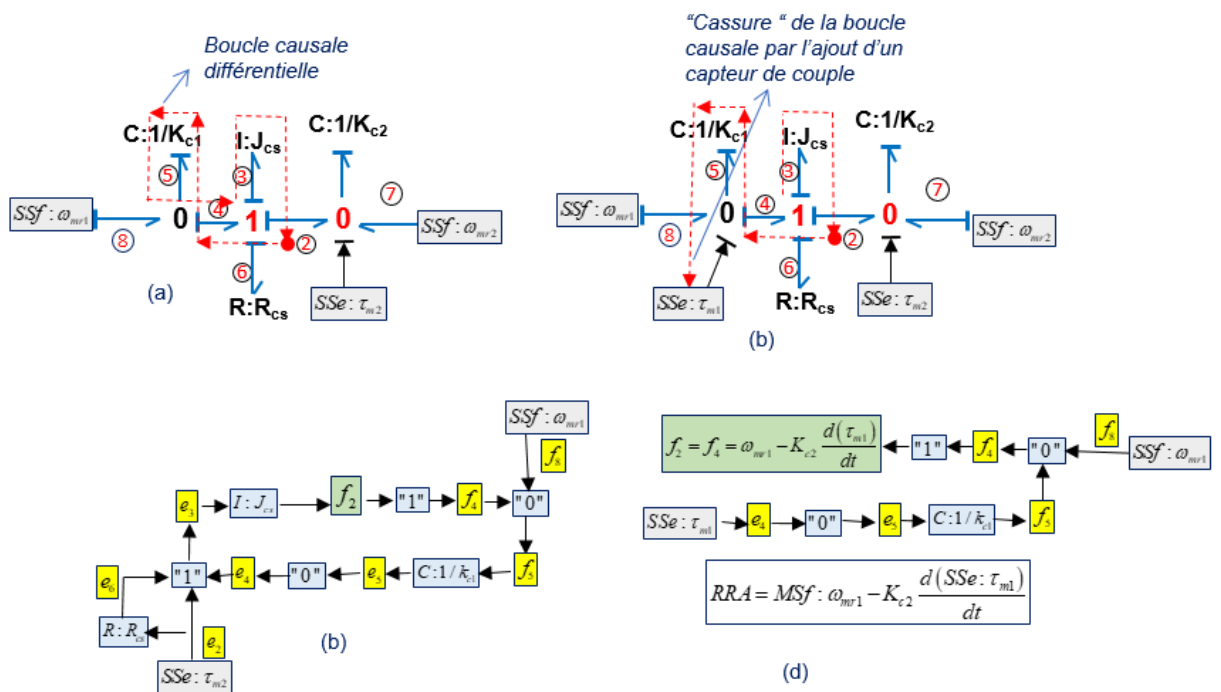 Boucle causale
différentielle
C:1/Kc1
I:Jcs
C:1/Kc2
5
3
7
SSf : ωmr1
0
4
1
0
SSf : ωmr2
8
2
6
(a)
R:Rcs
SSe : τm2
“Cassure “ de la boucle
causale par l’ajout d’un
capteur de couple
C:1/Kc1
I:Jcs
C:1/Kc2
5
3
7
SSf : ωmr1
0
4
1
0
8
2
SSf : ωmr2
6
SSe : τm1
R:Rcs
SSe : τm2
(b)
SSf : ωmr1
f8
e3
I : Jcs
f2
"1"
f4
"0"
e6
"1"
e4
"0"
e5
C:1/kc1
f5
R : Rcs
e2
SSe : τm2
(b)
f2 = f4 = ωmr1 − Kc2 d(τm1)/dt
"1"
f4
"0"
f8
SSf : ωmr1
SSe : τm1
e4
"0"
e5
C:1/kc1
f5
RRA = MSf : ωmr1 − Kc2 d(SSe : τm1)/dt
(d)